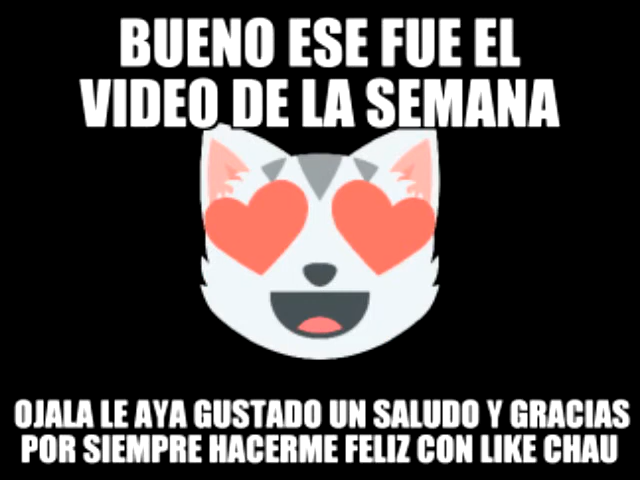 BUENO ESE FUE EL
VIDEO DE LA SEMANA
OJALA LE AYA GUSTADO UN SALUDO Y GRACIAS
POR SIEMPRE HACERME FELIZ CON LIKE CHAU